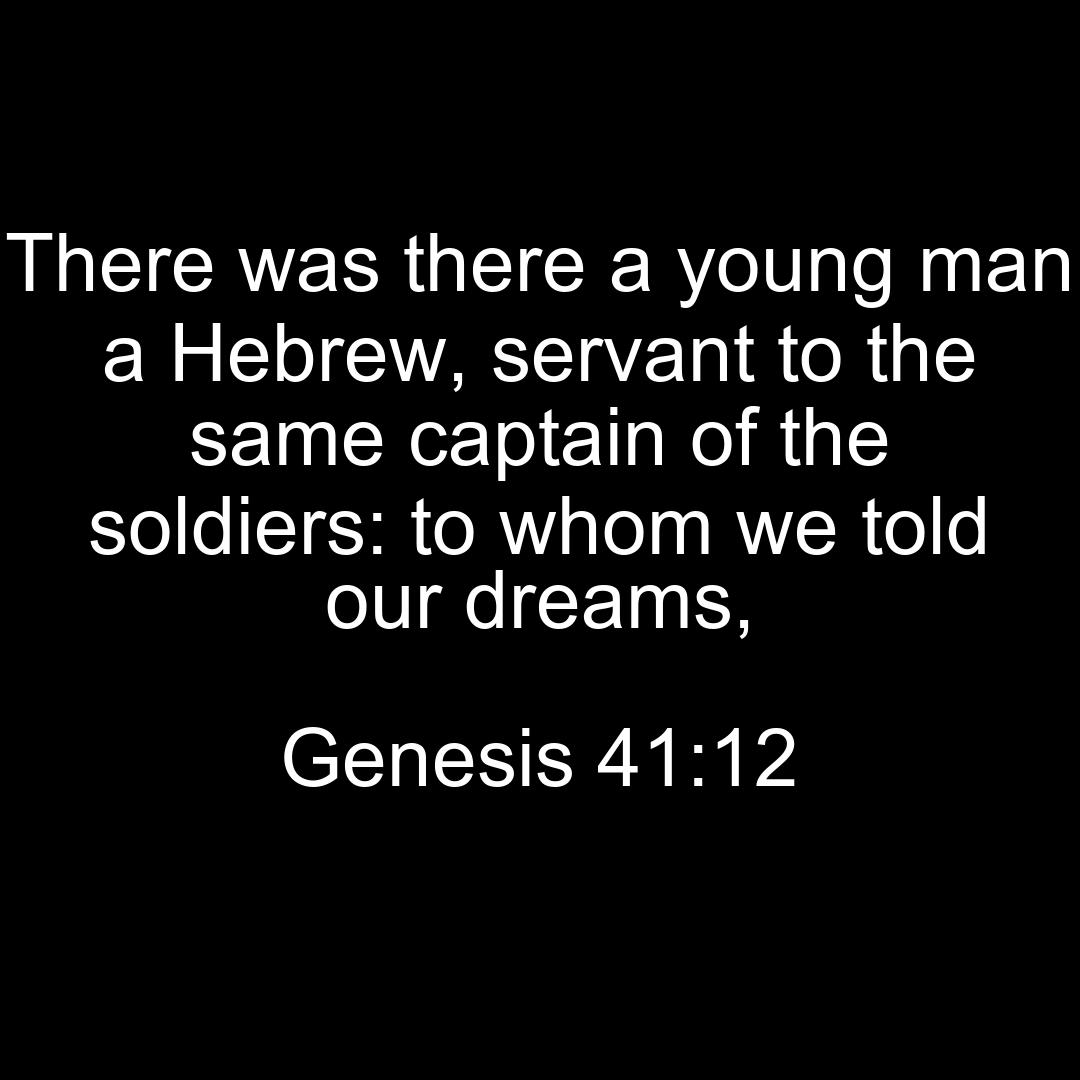 There was there a young man
a Hebrew, servant to the
same captain of the
soldiers: to whom we told
our dreams,
Genesis 41:12